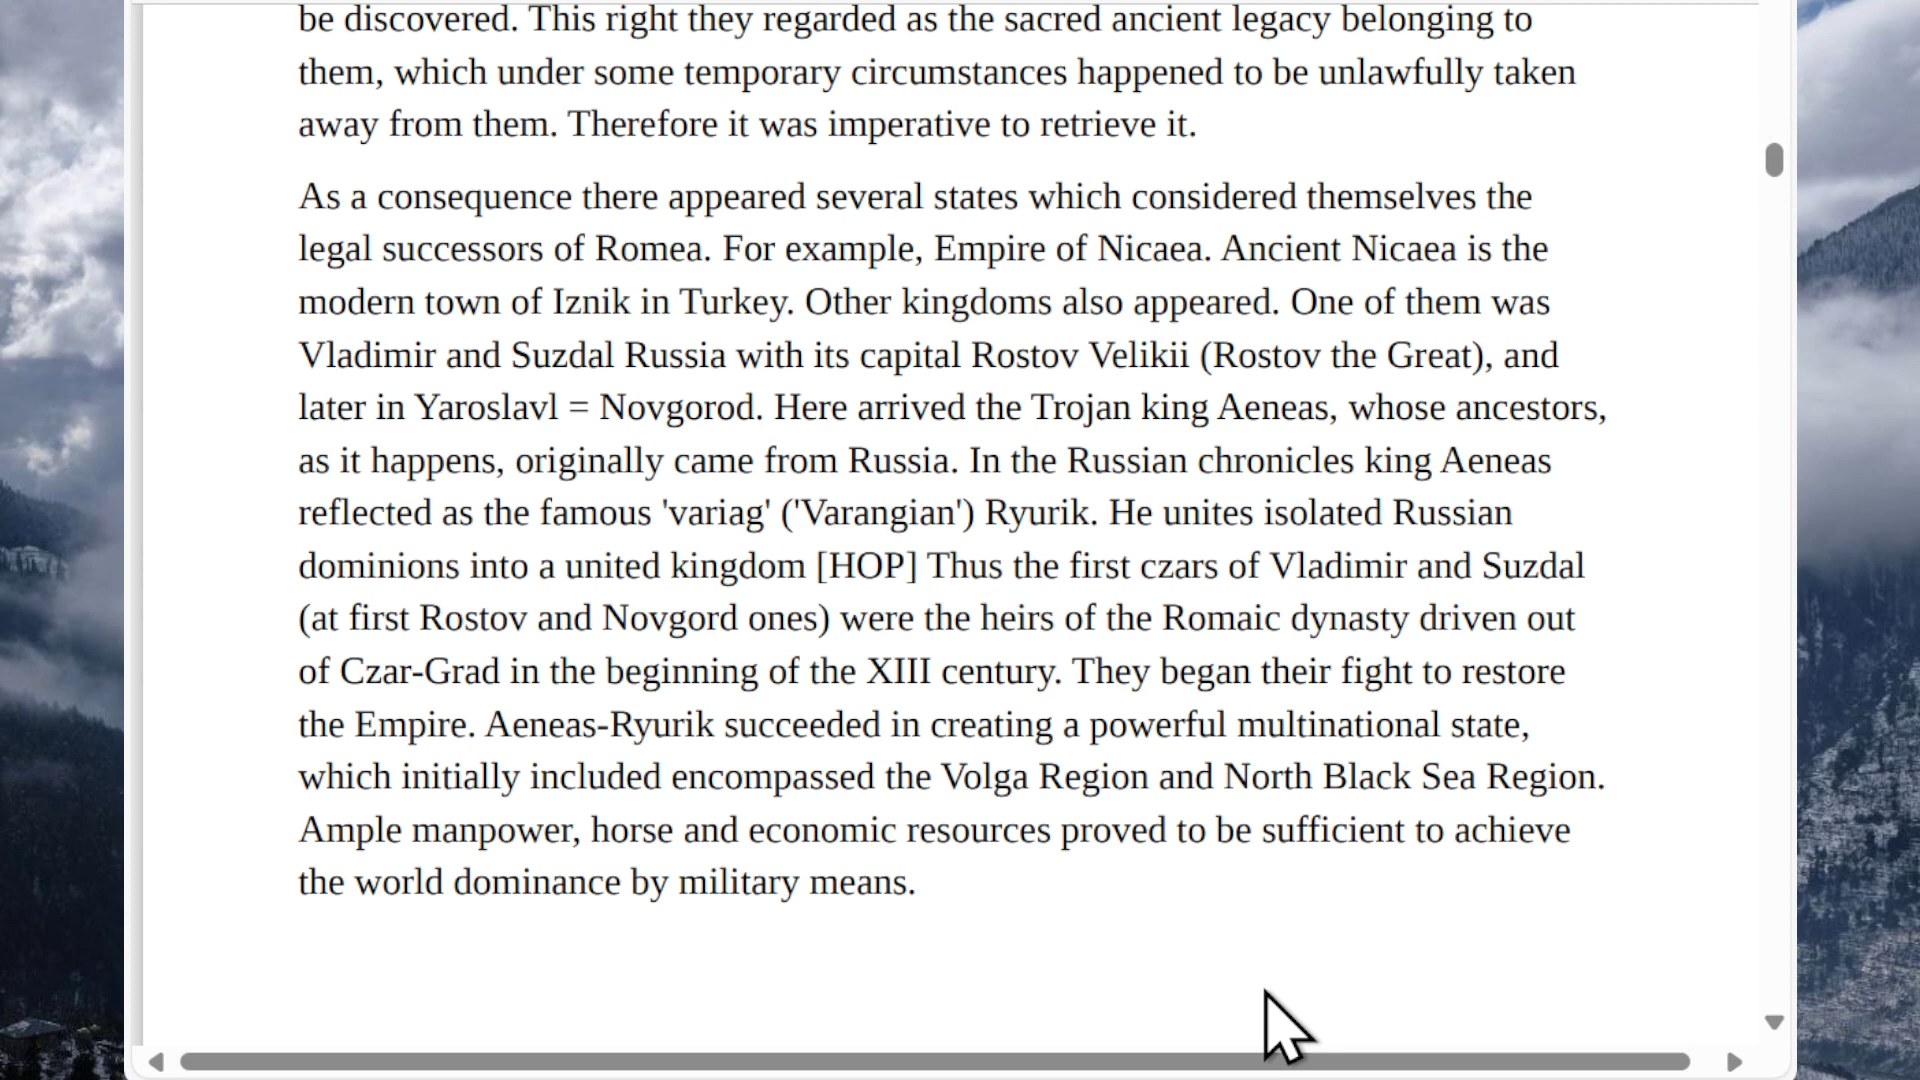 be discovered. This right they regarded as the sacred ancient legacy belonging to
them, which under some temporary circumstances happened to be unlawfully taken
away from them. Therefore it was imperative to retrieve it.
As a consequence there appeared several states which considered themselves the
legal successors of Romea. For example, Empire of Nicaea. Ancient Nicaea is the
modern town of Iznik in Turkey. Other kingdoms also appeared. One of them was
Vladimir and Suzdal Russia with its capital Rostov Velikii (Rostov the Great), and
later in Yaroslavl = Novgorod. Here arrived the Trojan king Aeneas, whose ancestors,
as it happens, originally came from Russia. In the Russian chronicles king Aeneas
reflected as the famous 'variag' ('Varangian') Ryurik. He unites isolated Russian
dominions into a united kingdom [HOP] Thus the first czars of Vladimir and Suzdal
(at first Rostov and Novgord ones) were the heirs of the Romaic dynasty driven out
of Czar-Grad in the beginning of the XIII century. They began their fight to restore
the Empire. Aeneas-Ryurik succeeded in creating a powerful multinational state,
which initially included encompassed the Volga Region and North Black Sea Region.
Ample manpower, horse and economic resources proved to be sufficient to achieve
the world dominance by military means.